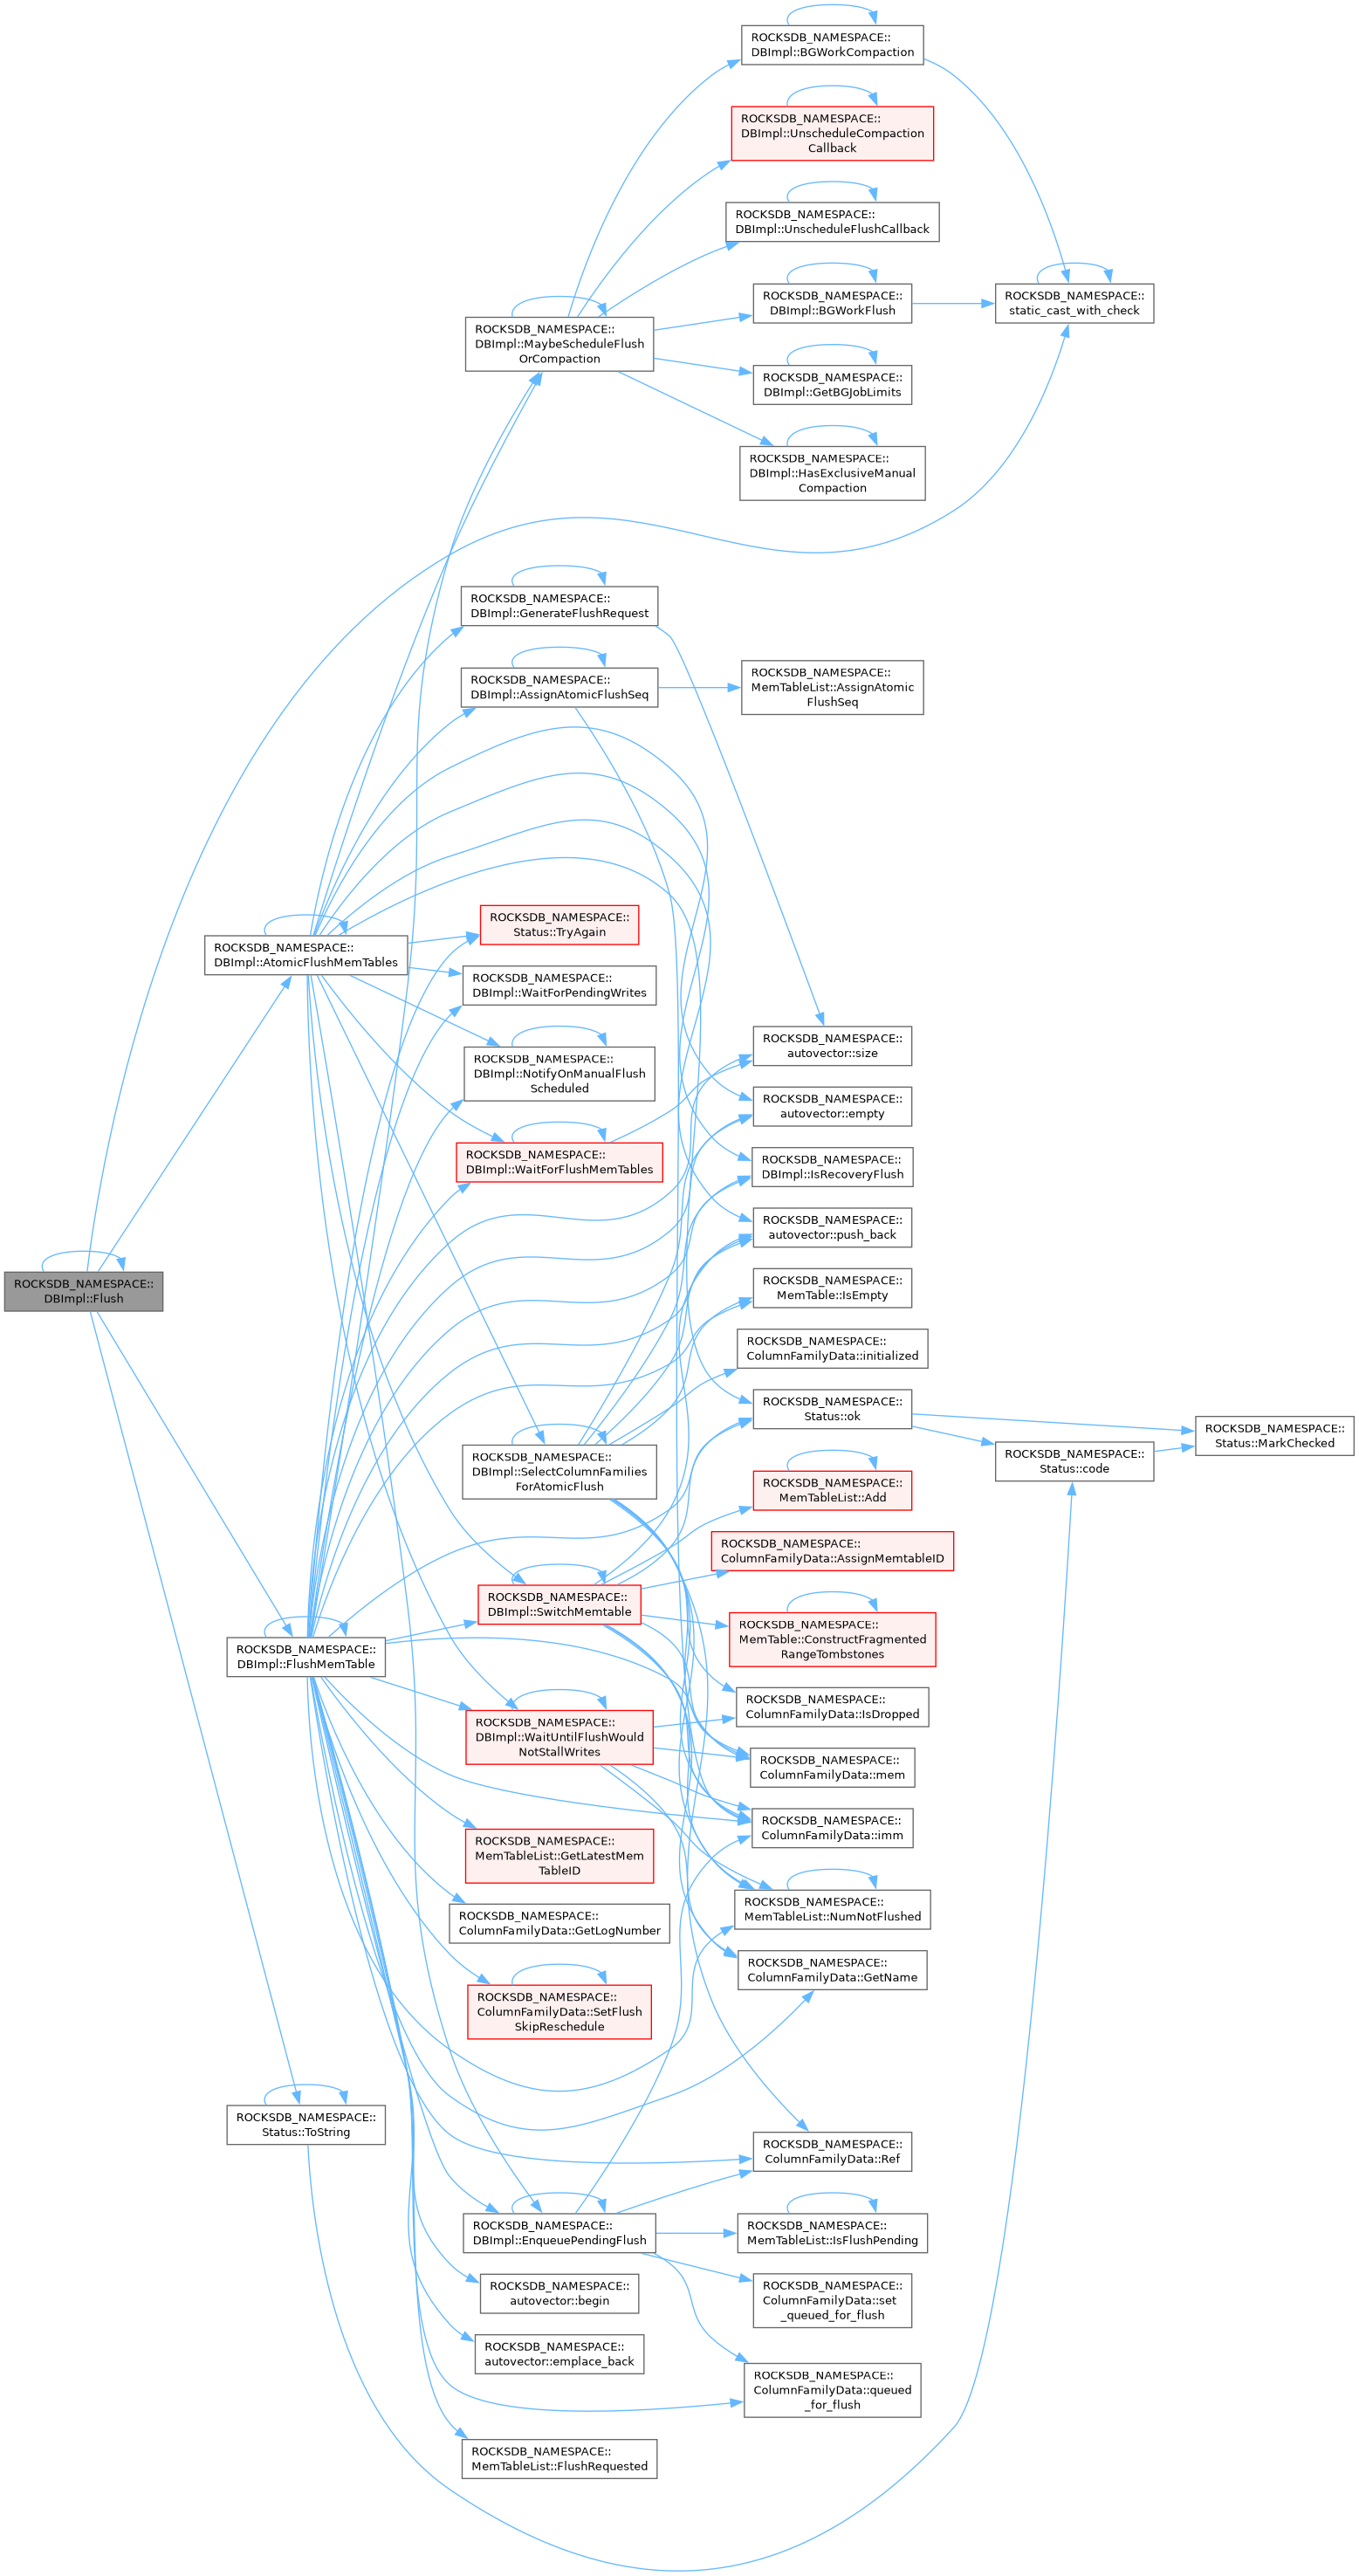 ROCKSDB_NAMESPACE::
DBImpl::Flush
ROCKSDB_NAMESPACE::
DBImpl::AtomicFlushMemTables
ROCKSDB_NAMESPACE::
DBImpl::FlushMemTable
ROCKSDB_NAMESPACE::
Status::ToString
ROCKSDB_NAMESPACE::
DBImpl::MaybeScheduleFlush
OrCompaction
ROCKSDB_NAMESPACE::
DBImpl::GenerateFlushRequest
ROCKSDB_NAMESPACE::
DBImpl::AssignAtomicFlushSeq
ROCKSDB_NAMESPACE::
Status::TryAgain
ROCKSDB_NAMESPACE::
DBImpl::WaitForPendingWrites
ROCKSDB_NAMESPACE::
DBImpl::NotifyOnManualFlush
Scheduled
ROCKSDB_NAMESPACE::
DBImpl::WaitForFlushMemTables
ROCKSDB_NAMESPACE::
DBImpl::SelectColumnFamilies
ForAtomicFlush
ROCKSDB_NAMESPACE::
DBImpl::SwitchMemtable
ROCKSDB_NAMESPACE::
DBImpl::WaitUntilFlushWould
NotStallWrites
ROCKSDB_NAMESPACE::
MemTableList::GetLatestMem
TableID
ROCKSDB_NAMESPACE::
ColumnFamilyData::GetLogNumber
ROCKSDB_NAMESPACE::
ColumnFamilyData::SetFlush
SkipReschedule
ROCKSDB_NAMESPACE::
DBImpl::EnqueuePendingFlush
ROCKSDB_NAMESPACE::
autovector::begin
ROCKSDB_NAMESPACE::
autovector::emplace_back
ROCKSDB_NAMESPACE::
MemTableList::FlushRequested
ROCKSDB_NAMESPACE::
DBImpl::BGWorkCompaction
ROCKSDB_NAMESPACE::
DBImpl::UnscheduleCompaction
Callback
ROCKSDB_NAMESPACE::
DBImpl::UnscheduleFlushCallback
ROCKSDB_NAMESPACE::
DBImpl::BGWorkFlush
ROCKSDB_NAMESPACE::
DBImpl::GetBGJobLimits
ROCKSDB_NAMESPACE::
DBImpl::HasExclusiveManual
Compaction
ROCKSDB_NAMESPACE::
MemTableList::AssignAtomic
FlushSeq
ROCKSDB_NAMESPACE::
autovector::size
ROCKSDB_NAMESPACE::
autovector::empty
ROCKSDB_NAMESPACE::
DBImpl::IsRecoveryFlush
ROCKSDB_NAMESPACE::
autovector::push_back
ROCKSDB_NAMESPACE::
MemTable::IsEmpty
ROCKSDB_NAMESPACE::
ColumnFamilyData::initialized
ROCKSDB_NAMESPACE::
Status::ok
ROCKSDB_NAMESPACE::
MemTableList::Add
ROCKSDB_NAMESPACE::
ColumnFamilyData::AssignMemtableID
ROCKSDB_NAMESPACE::
MemTable::ConstructFragmented
RangeTombstones
ROCKSDB_NAMESPACE::
ColumnFamilyData::IsDropped
ROCKSDB_NAMESPACE::
ColumnFamilyData::mem
ROCKSDB_NAMESPACE::
ColumnFamilyData::imm
ROCKSDB_NAMESPACE::
MemTableList::NumNotFlushed
ROCKSDB_NAMESPACE::
ColumnFamilyData::GetName
ROCKSDB_NAMESPACE::
ColumnFamilyData::Ref
ROCKSDB_NAMESPACE::
MemTableList::IsFlushPending
ROCKSDB_NAMESPACE::
ColumnFamilyData::set
_queued_for_flush
ROCKSDB_NAMESPACE::
ColumnFamilyData::queued
_for_flush
ROCKSDB_NAMESPACE::
static_cast_with_check
ROCKSDB_NAMESPACE::
Status::code
ROCKSDB_NAMESPACE::
Status::MarkChecked